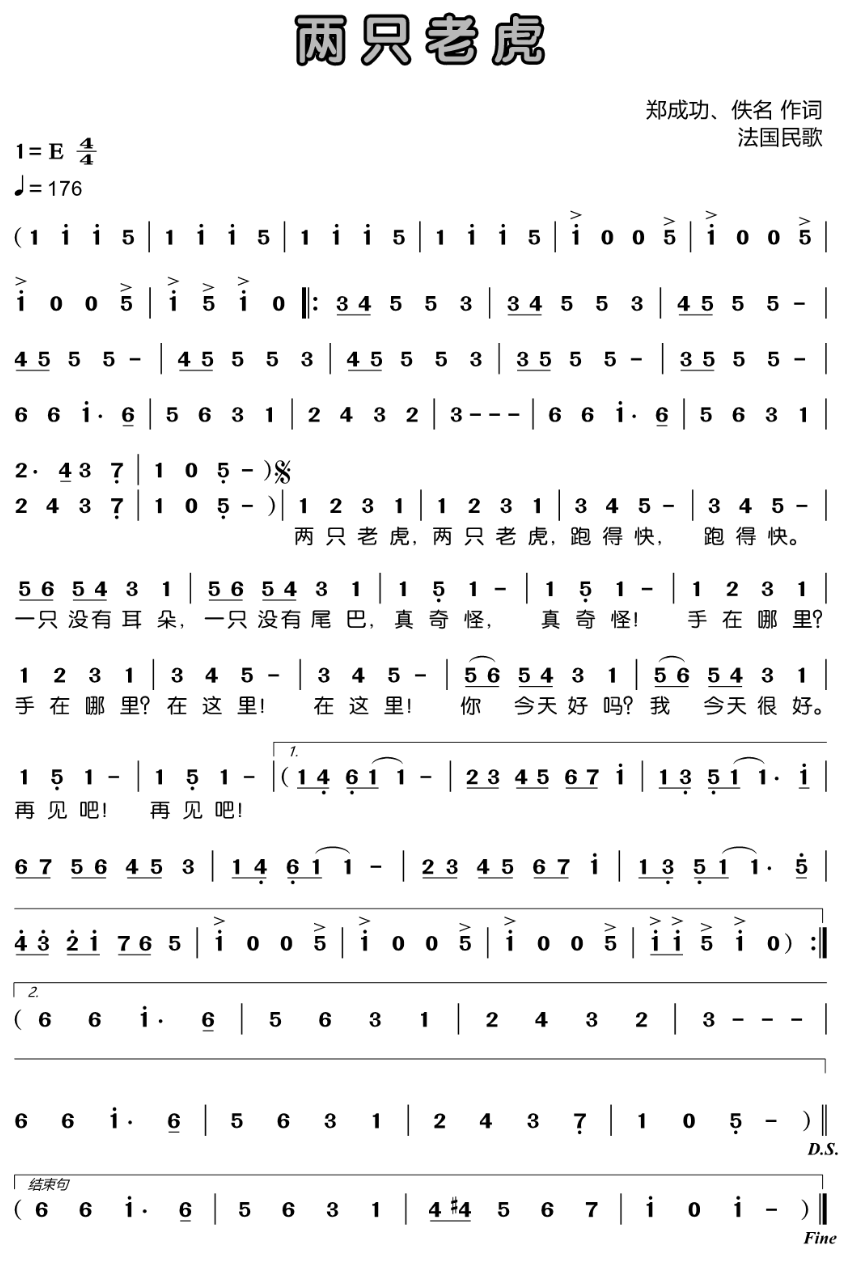 两只老虎
郑成功、佚名 作词
法国民歌
1=E 4/4
♩=176
(1 i̇ i̇ 5 | 1 i̇ i̇ 5 | 1 i̇ i̇ 5 | 1 i̇ i̇ 5 | i̇ 0 0 5 | i̇ 0 0 5 |
i̇ 0 0 5 | i̇ 5 i̇ 0 ‖: 3 4 5 5 3 | 3 4 5 5 3 | 4 5 5 5 – |
4 5 5 5 – | 4 5 5 5 3 | 4 5 5 5 3 | 3 5 5 5 – | 3 5 5 5 – |
6 6 i̇· 6 | 5 6 3 1 | 2 4 3 2 | 3 – – – | 6 6 i̇· 6 | 5 6 3 1 |
2· 4 3 7̣ | 1 0 5̣ – )𝄋
2 4 3 7̣ | 1 0 5̣ – )| 1 2 3 1 | 1 2 3 1 | 3 4 5 – | 3 4 5 – |
两只老虎,两只老虎,跑得快, 跑得快。
5 6 5 4 3 1 | 5 6 5 4 3 1 | 1 5̣ 1 – | 1 5̣ 1 – | 1 2 3 1 |
一只没有耳朵,一只没有尾巴,真奇怪, 真奇怪! 手在哪里?
1 2 3 1 | 3 4 5 – | 3 4 5 – | 5 6 5 4 3 1 | 5 6 5 4 3 1 |
手在哪里?在这里! 在这里! 你 今天好吗?我 今天很好。
1.
1 5̣ 1 – | 1 5̣ 1 – |( 1 4̣ 6̣ 1 1 – | 2 3 4 5 6 7 i̇ | 1 3̣ 5̣ 1 1· i̇ |
再见吧! 再见吧!
6 7 5 6 4 5 3 | 1 4̣ 6̣ 1 1 – | 2 3 4 5 6 7 i̇ | 1 3̣ 5̣ 1 1· 5̇ |
4̇ 3̇ 2̇ i̇ 7 6 5 | i̇ 0 0 5 | i̇ 0 0 5 | i̇ 0 0 5 | i̇ i̇ 5 i̇ 0) :‖
2.
( 6 6 i̇· 6 | 5 6 3 1 | 2 4 3 2 | 3 – – – |
6 6 i̇· 6 | 5 6 3 1 | 2 4 3 7̣ | 1 0 5̣ – )‖
D.S.
结束句
( 6 6 i̇· 6 | 5 6 3 1 | 4 #4 5 6 7 | i̇ 0 i̇ – )‖
Fine